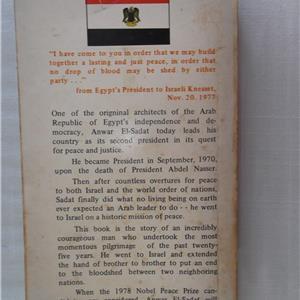 "I have come to you in order that we may build
together a lasting and just peace, in order that
no drop of blood may be shed by either
party . . ."
from Egypt's President to Israeli Knesset,
Nov. 20, 1977
One of the origninal architects of the Arab
Republic of Egypt's independence and de-
mocracy, Anwar El-Sadat today leads his
country as its second president in its quest
for peace and justice.
He became President in September, 1970,
upon the death of President Abdel Nasser.
Then after countless overtures for peace
to both Israel and the world order of nations,
Sadat finally did what no living being on earth
ever expected an Arab leader to do -- he went
to Israel on a historic mission of peace.
This book is the story of an incredibly
courageous man who undertook the most
momentous pilgrimage of the past twenty-
five years. He went to Israel and extended
the hand of brother to brother to put an end
to the bloodshed between two neighboring
nations.
When the 1978 Nobel Peace Prize can-
considered, Anwar El-Sadat will